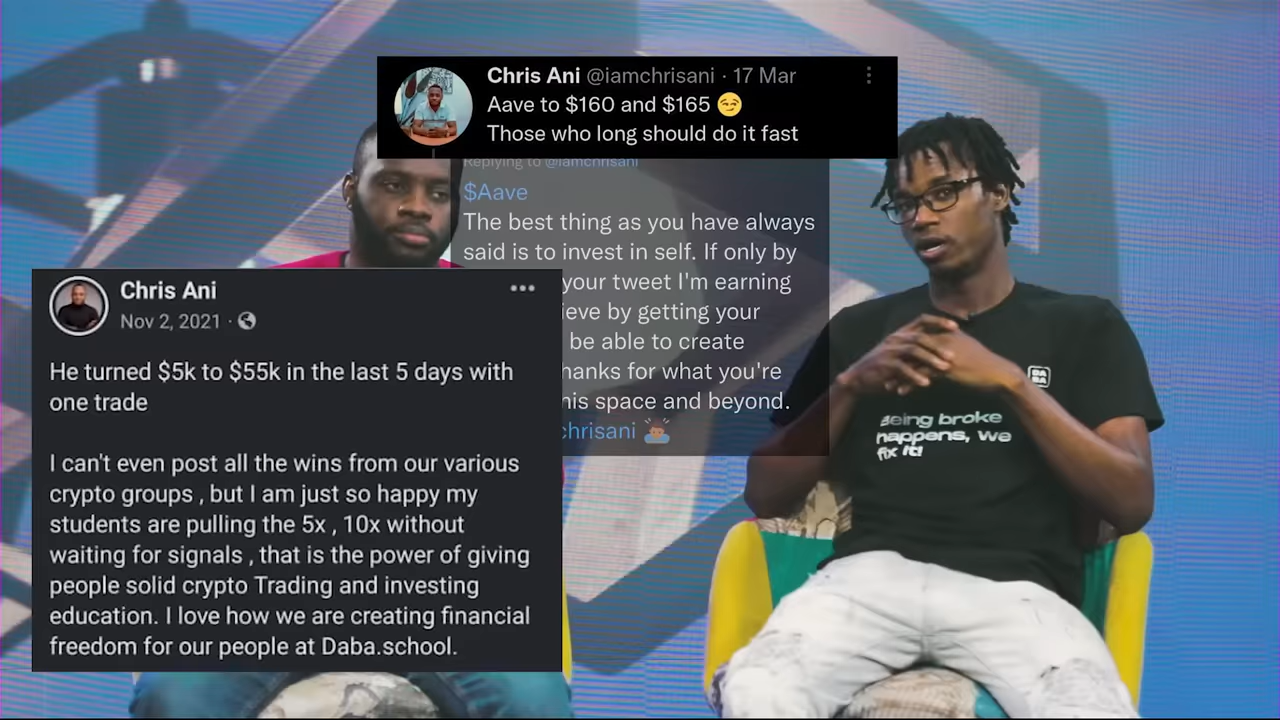 Chris Ani @iamchrisani · 17 Mar
Aave to $160 and $165 😏
Those who long should do it fast
Replying to @iamchrisani
$Aave
The best thing as you have always
said is to invest in self. If only by
your tweet I'm earning
ieve by getting your
be able to create
hanks for what you're
his space and beyond.
chrisani 🙇
Chris Ani
Nov 2, 2021 ·
He turned $5k to $55k in the last 5 days with
one trade
I can't even post all the wins from our various
crypto groups , but I am just so happy my
students are pulling the 5x , 10x without
waiting for signals , that is the power of giving
people solid crypto Trading and investing
education. I love how we are creating financial
freedom for our people at Daba.school.
DA
BA
Being broke
happens, we
fix it!